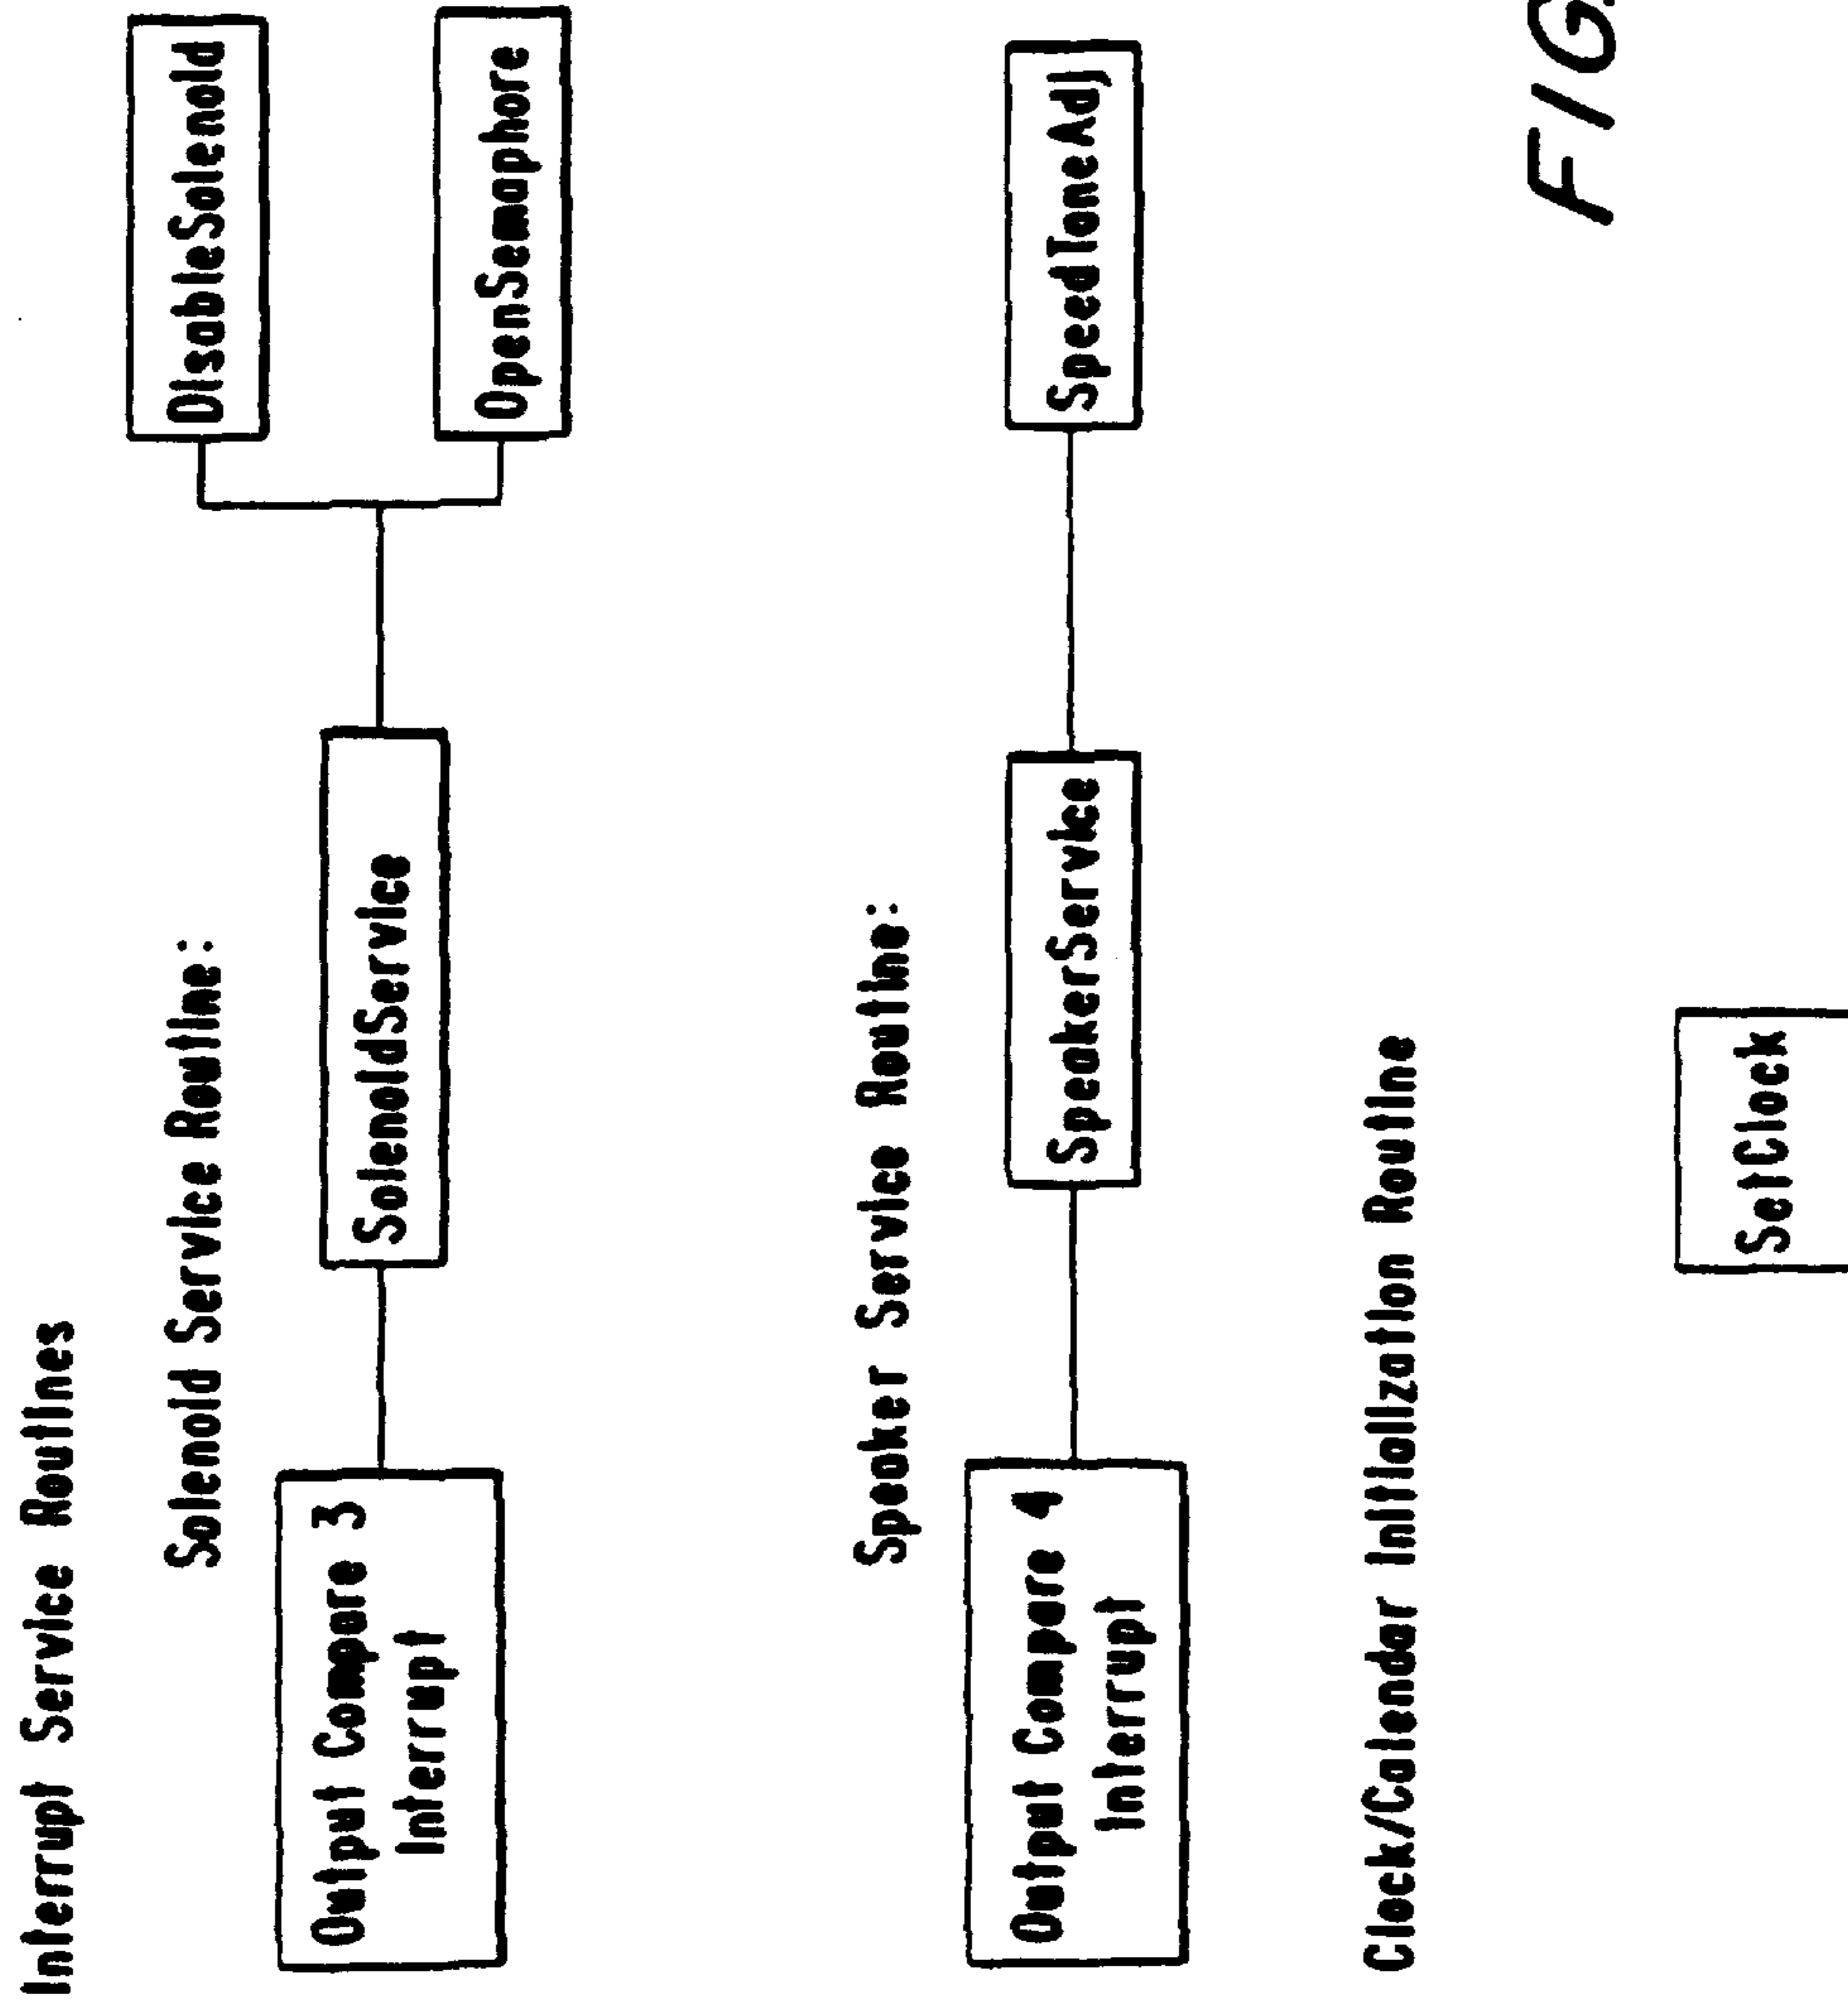 Interrupt Service Routines
Solenoid Service Routine:
Output Compare 3
Interrupt
SolenoidService
DisableSolenoid
OpenSemaphore
Speaker Service Routine:
Output Compare 4
Interrupt
SpeakerService
SpeedToneAdj
Clock/Calendar Initialization Routine
SetClock
FIG.